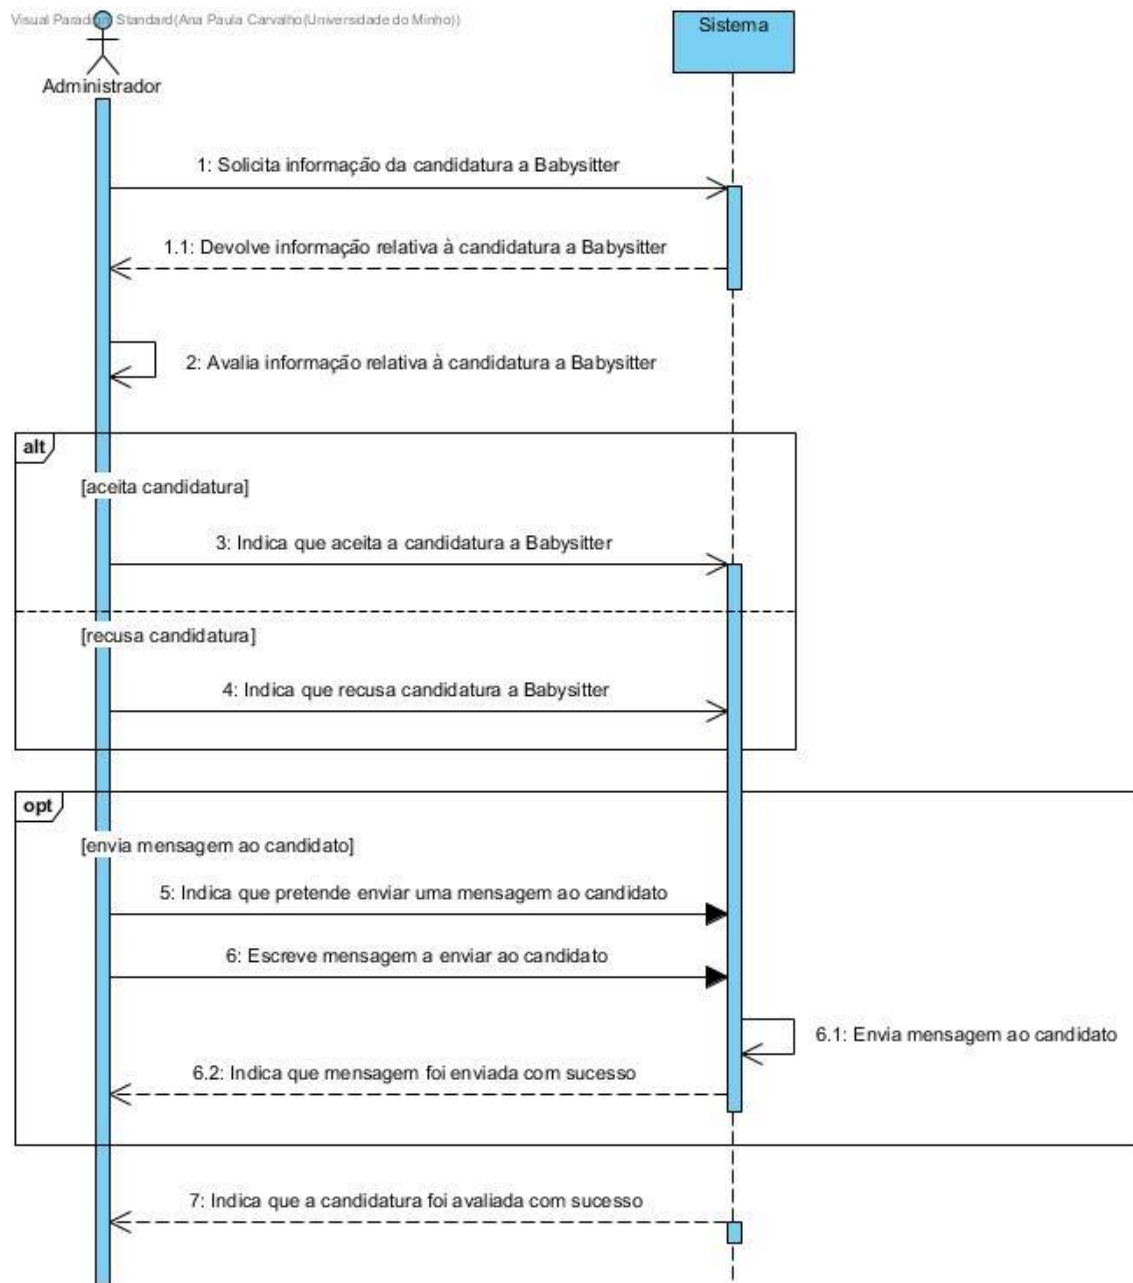 Visual Paradigm Standard(Ana Paula Carvalho(Universidade do Minho))
Sistema
Administrador
1: Solicita informação da candidatura a Babysitter
1.1: Devolve informação relativa à candidatura a Babysitter
2: Avalia informação relativa à candidatura a Babysitter
alt
[aceita candidatura]
3: Indica que aceita a candidatura a Babysitter
[recusa candidatura]
4: Indica que recusa candidatura a Babysitter
opt
[envia mensagem ao candidato]
5: Indica que pretende enviar uma mensagem ao candidato
6: Escreve mensagem a enviar ao candidato
6.1: Envia mensagem ao candidato
6.2: Indica que mensagem foi enviada com sucesso
7: Indica que a candidatura foi avaliada com sucesso